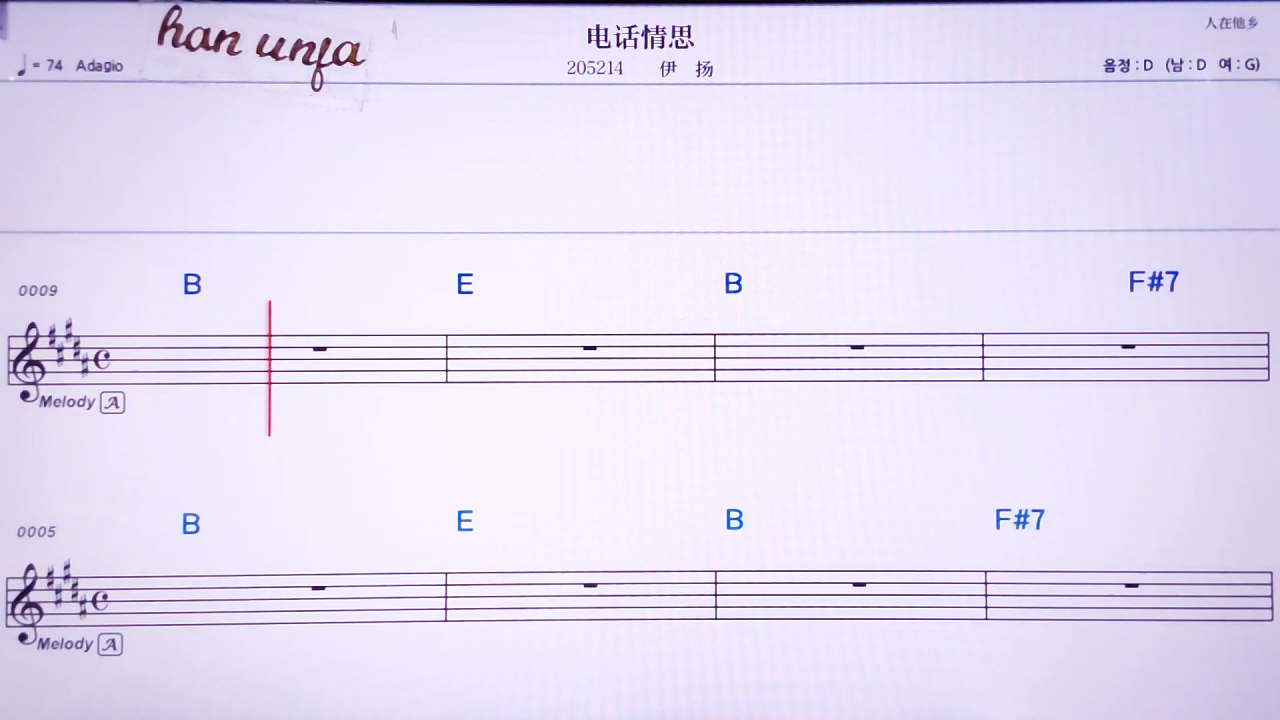 han unfa
电话情思
人在他乡
♩= 74 Adagio
205214 伊 扬
음정 : D (남 : D 여 : G)
B E B F#7
0009
Melody A
B E B F#7
0005
Melody A